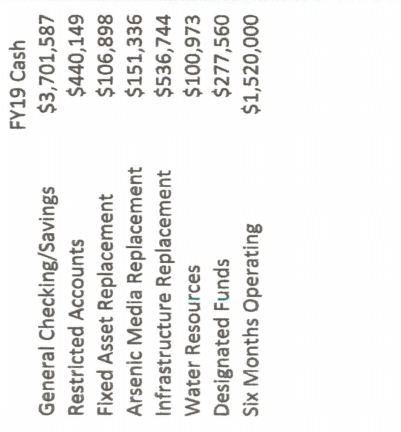 FY19 Cash
General Checking/Savings $3,701,587
Restricted Accounts $440,149
Fixed Asset Replacement $106,898
Arsenic Media Replacement $151,336
Infrastructure Replacement $536,744
Water Resources $100,973
Designated Funds $277,560
Six Months Operating $1,520,000